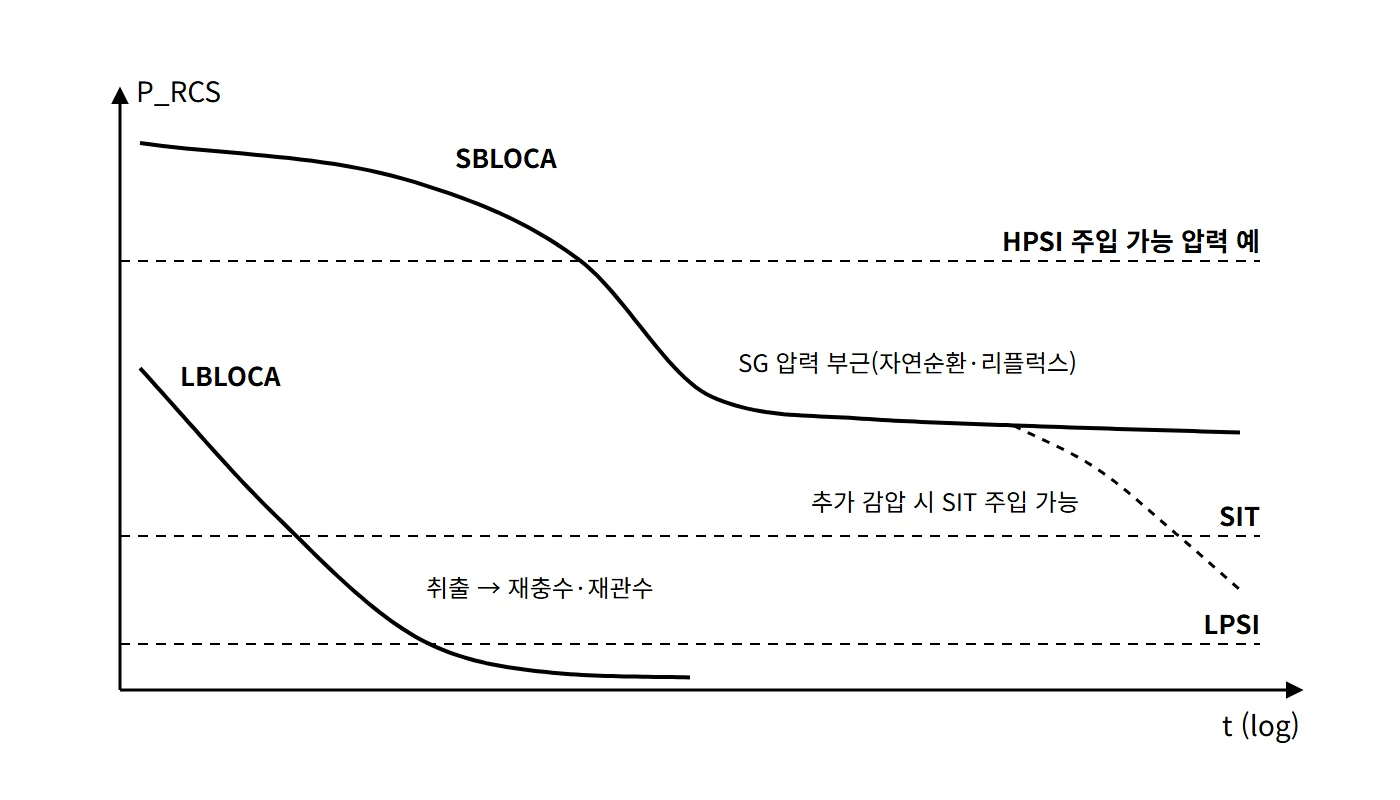 P_RCS
SBLOCA
HPSI 주입 가능 압력 예
SG 압력 부근(자연순환·리플럭스)
LBLOCA
추가 감압 시 SIT 주입 가능
SIT
취출 → 재충수·재관수
LPSI
t (log)